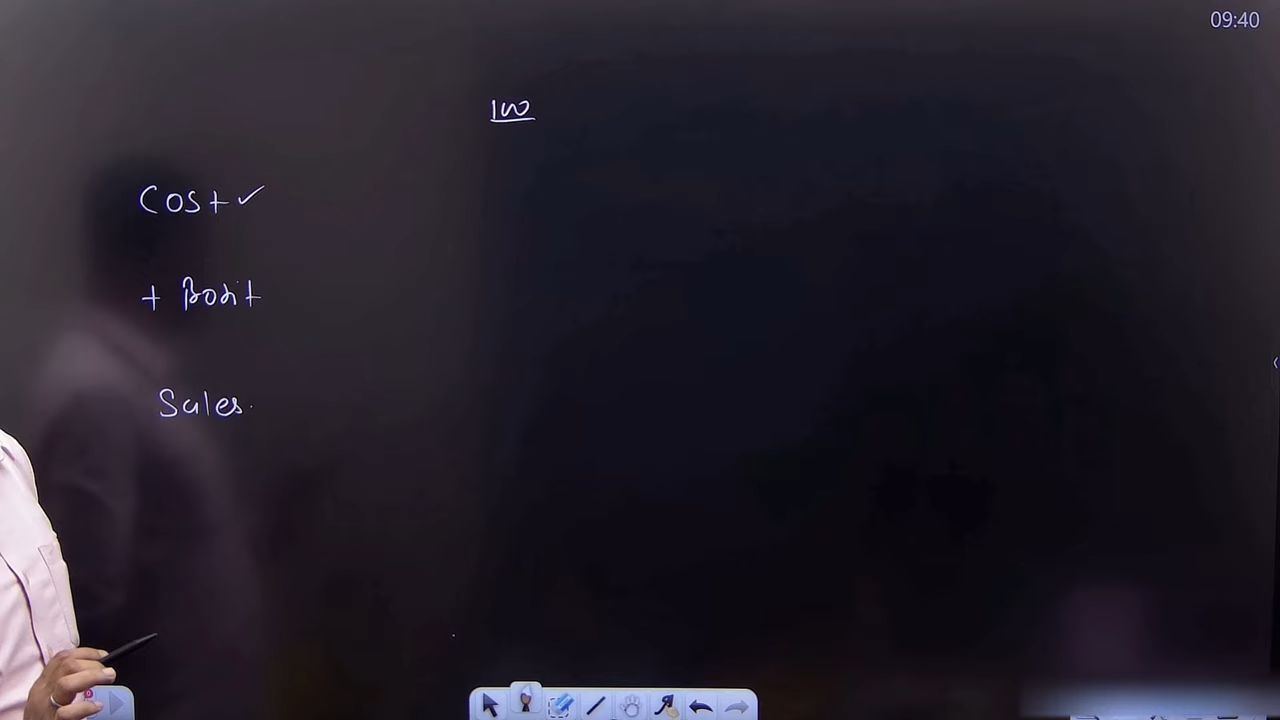 09:40
100
Cost ✓
+ Profit
Sales.